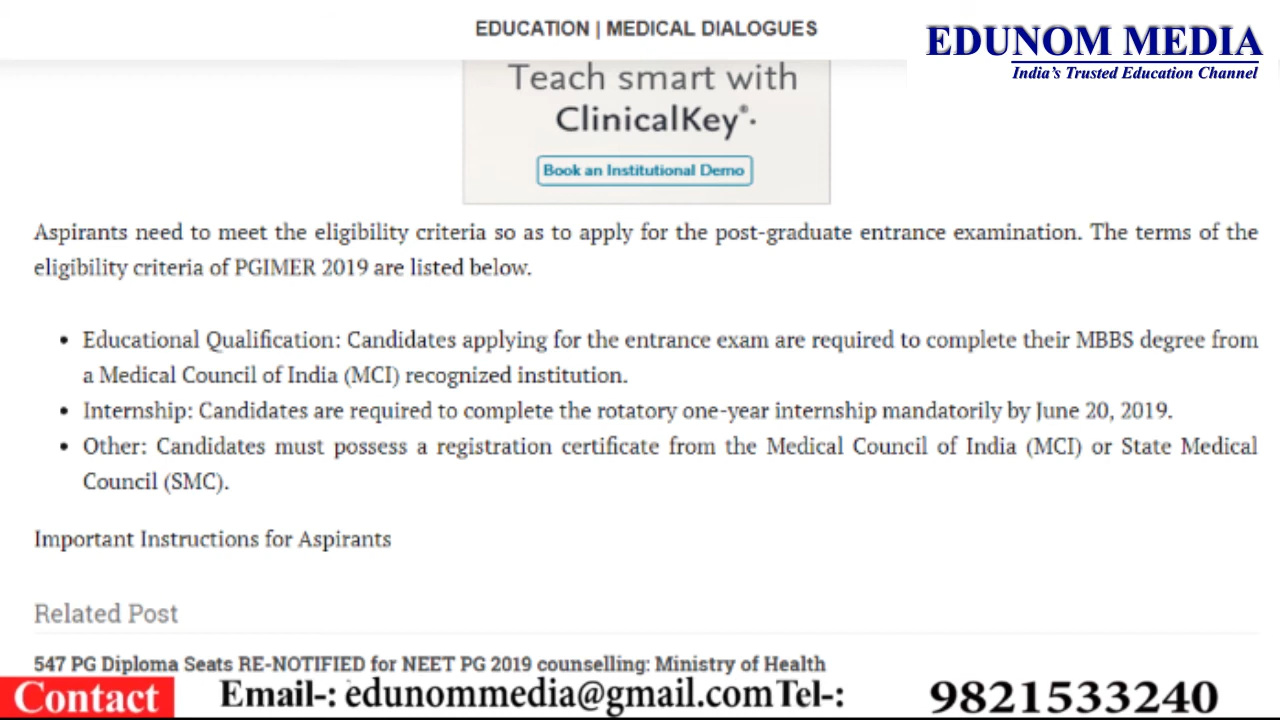 EDUCATION | MEDICAL DIALOGUES
EDUNOM MEDIA
India's Trusted Education Channel
Teach smart with
ClinicalKey®.
Book an Institutional Demo
Aspirants need to meet the eligibility criteria so as to apply for the post-graduate entrance examination. The terms of the
eligibility criteria of PGIMER 2019 are listed below.
• Educational Qualification: Candidates applying for the entrance exam are required to complete their MBBS degree from
a Medical Council of India (MCI) recognized institution.
• Internship: Candidates are required to complete the rotatory one-year internship mandatorily by June 20, 2019.
• Other: Candidates must possess a registration certificate from the Medical Council of India (MCI) or State Medical
Council (SMC).
Important Instructions for Aspirants
Related Post
547 PG Diploma Seats RE-NOTIFIED for NEET PG 2019 counselling: Ministry of Health
Contact Email-: edunommedia@gmail.com Tel-: 9821533240